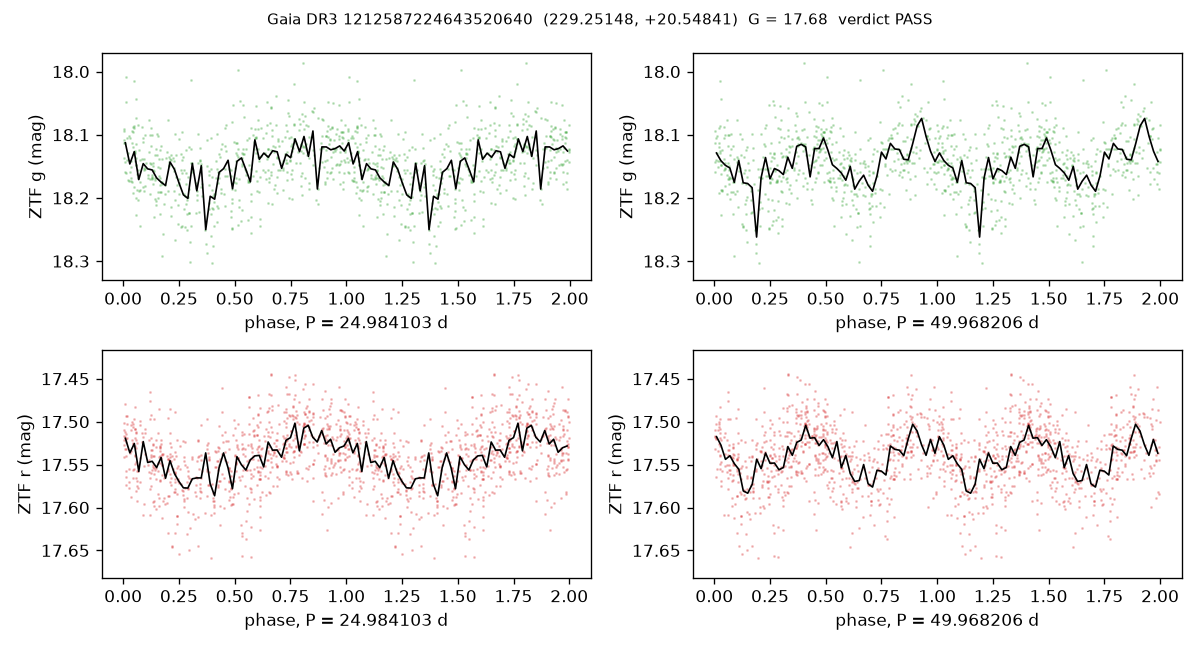 Gaia DR3 1212587224643520640 (229.25148, +20.54841) G = 17.68 verdict PASS
ZTF g (mag)
18.0
18.1
18.2
18.3
0.00 0.25 0.50 0.75 1.00 1.25 1.50 1.75 2.00
phase, P = 24.984103 d
ZTF g (mag)
18.0
18.1
18.2
18.3
0.00 0.25 0.50 0.75 1.00 1.25 1.50 1.75 2.00
phase, P = 49.968206 d
ZTF r (mag)
17.45
17.50
17.55
17.60
17.65
0.00 0.25 0.50 0.75 1.00 1.25 1.50 1.75 2.00
phase, P = 24.984103 d
ZTF r (mag)
17.45
17.50
17.55
17.60
17.65
0.00 0.25 0.50 0.75 1.00 1.25 1.50 1.75 2.00
phase, P = 49.968206 d